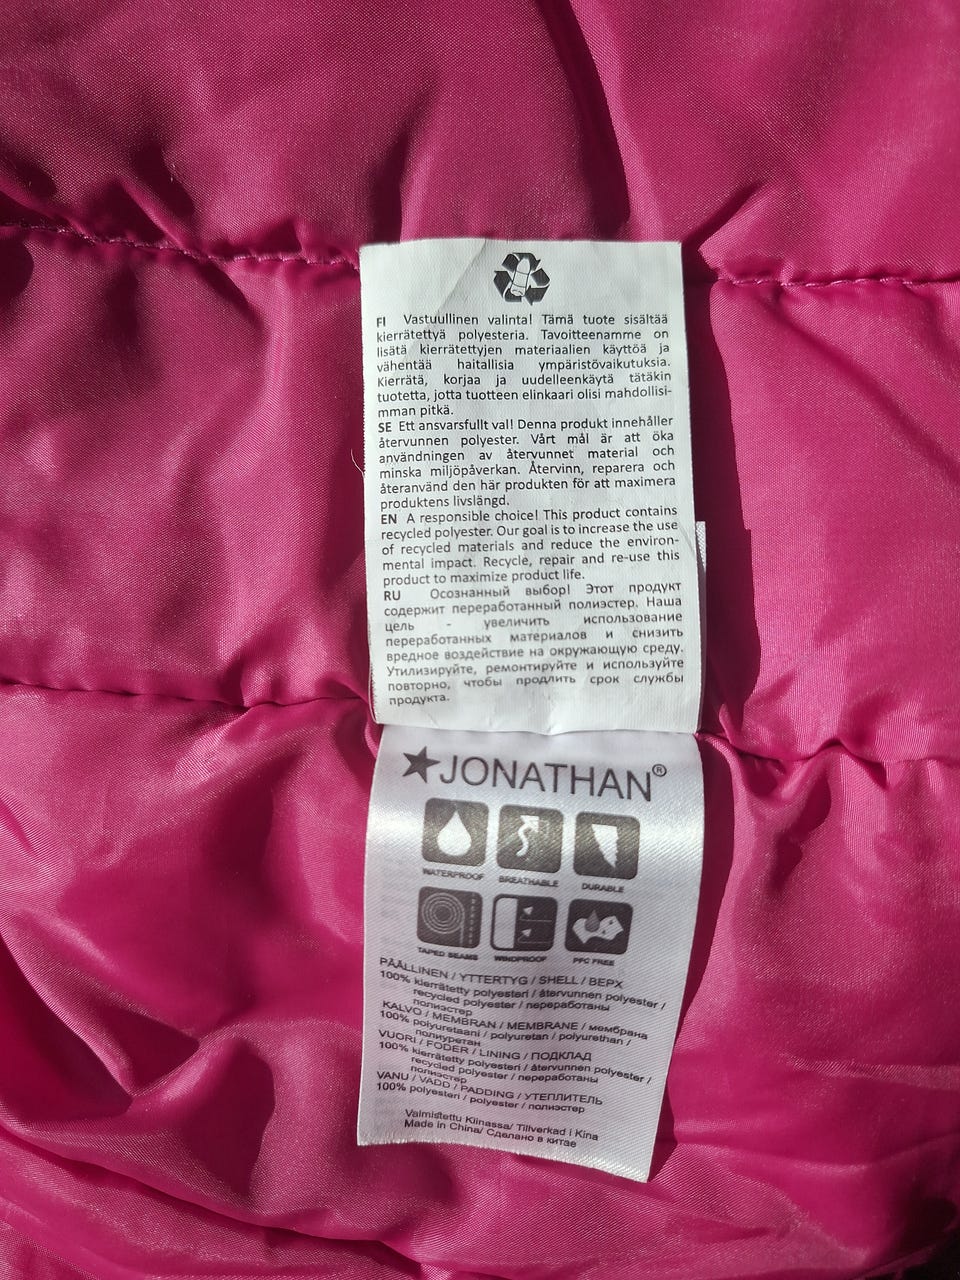 FI Vastuullinen valinta! Tämä tuote sisältää
kierrätettyä polyesteria. Tavoitteenamme on
lisätä kierrätettyjen materiaalien käyttöä ja
vähentää haitallisia ympäristövaikutuksia.
Kierrätä, korjaa ja uudelleenkäytä tätäkin
tuotetta, jotta tuotteen elinkaari olisi mahdollisi-
mman pitkä.
SE Ett ansvarsfullt val! Denna produkt innehåller
återvunnen polyester. Vårt mål är att öka
användningen av återvunnet material och
minska miljöpåverkan. Återvinn, reparera och
återanvänd den här produkten för att maximera
produktens livslängd.
EN A responsible choice! This product contains
recycled polyester. Our goal is to increase the use
of recycled materials and reduce the environ-
mental impact. Recycle, repair and re-use this
product to maximize product life.
RU Осознанный выбор! Этот продукт
содержит переработанный полиэстер. Наша
цель - увеличить использование
переработанных материалов и снизить
вредное воздействие на окружающую среду.
Утилизируйте, ремонтируйте и используйте
повторно, чтобы продлить срок службы
продукта.
★JONATHAN®
WATERPROOF BREATHABLE DURABLE
TAPED SEAMS WINDPROOF PFC FREE
PÄÄLLINEN / YTTERTYG / SHELL / ВЕРХ
100% kierrätetty polyesteri / återvunnen polyester /
recycled polyester / переработаны
полиэстер
KALVO / MEMBRAN / MEMBRANE / мембрана
100% polyuretaani / polyuretan / polyurethan /
полиуретан
VUORI / FODER / LINING / ПОДКЛАД
100% kierrätetty polyesteri / återvunnen polyester /
recycled polyester / переработаны
полиэстер
VANU / VADD / PADDING / УТЕПЛИТЕЛЬ
100% polyesteri / polyester / полиэстер
Valmistettu Kiinassa/ Tillverkad i Kina
Made in China/ Сделано в китае